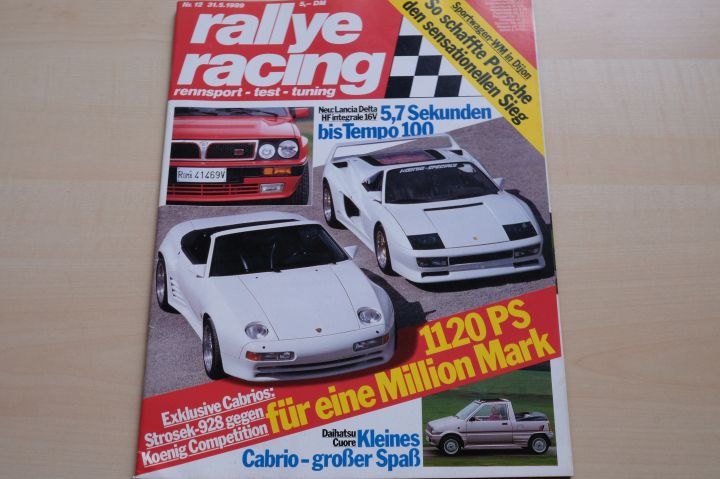 Nr. 12 31.5.1989 5,- DM
rallye
racing
rennsport - test - tuning
Sportwagen-WM in Dijon
So schaffte Porsche
den sensationellen Sieg
Neu: Lancia Delta
HF integrale 16V
5,7 Sekunden
bis Tempo 100
41469V
KOENIG-SPECIALS
1120 PS
für eine Million Mark
Exklusive Cabrios:
Strosek-928 gegen
Koenig Competition
Daihatsu
Cuore
Kleines
Cabrio - großer Spaß